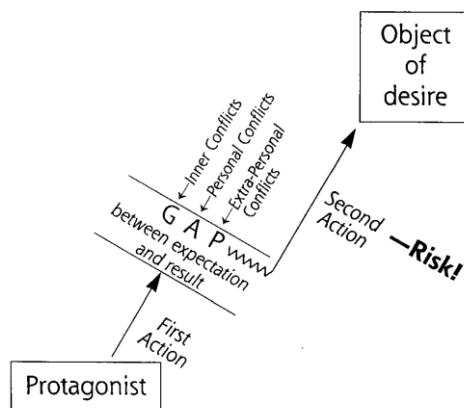 Object
of
desire
Inner Conflicts
Personal Conflicts
Extra-Personal
Conflicts
G A P
between expectation
and result
Second
Action
—Risk!
First
Action
Protagonist